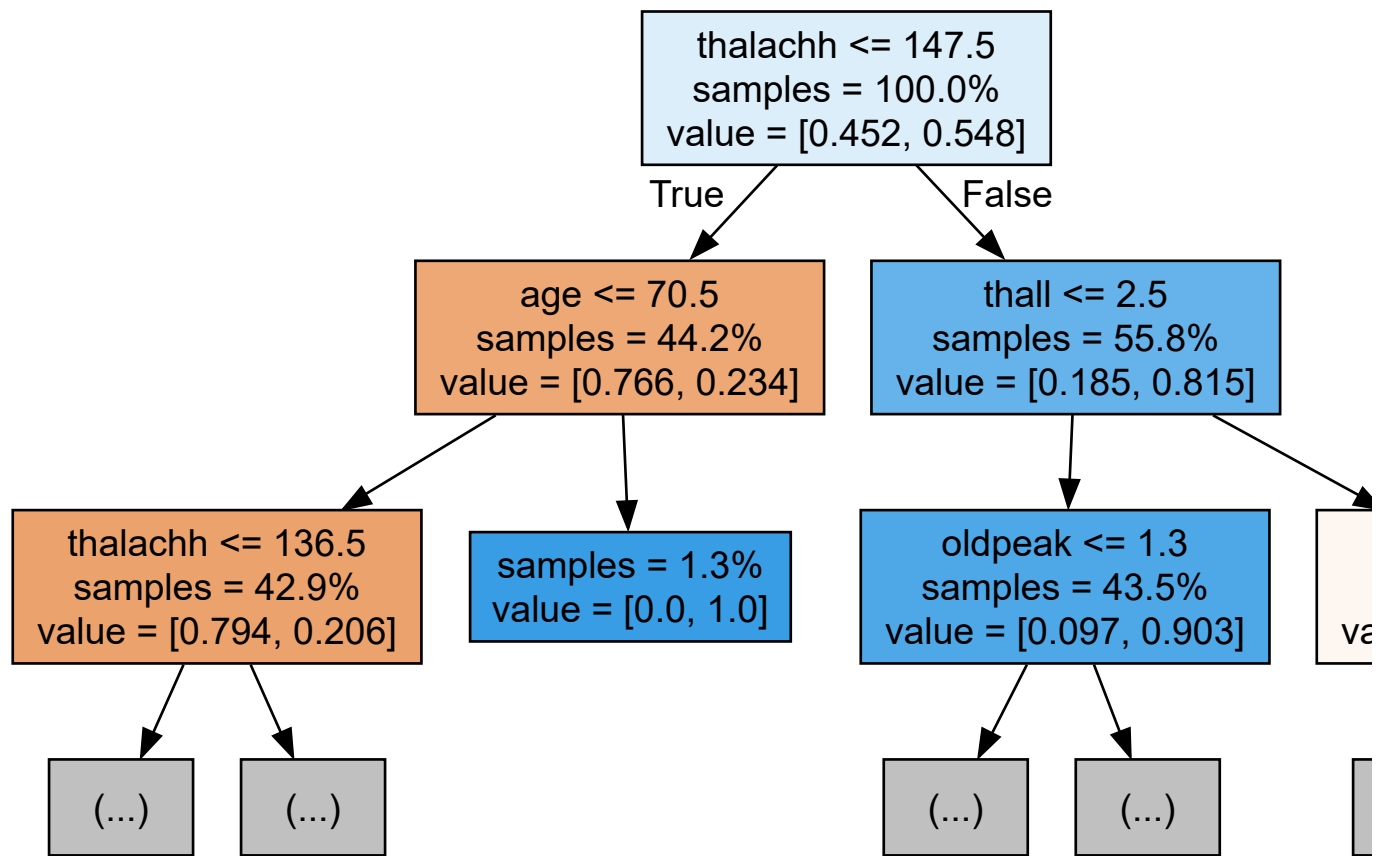 thalachh <= 147.5
samples = 100.0%
value = [0.452, 0.548]
True
False
age <= 70.5
samples = 44.2%
value = [0.766, 0.234]
thall <= 2.5
samples = 55.8%
value = [0.185, 0.815]
thalachh <= 136.5
samples = 42.9%
value = [0.794, 0.206]
samples = 1.3%
value = [0.0, 1.0]
oldpeak <= 1.3
samples = 43.5%
value = [0.097, 0.903]
(...)
(...)
(...)
(...)